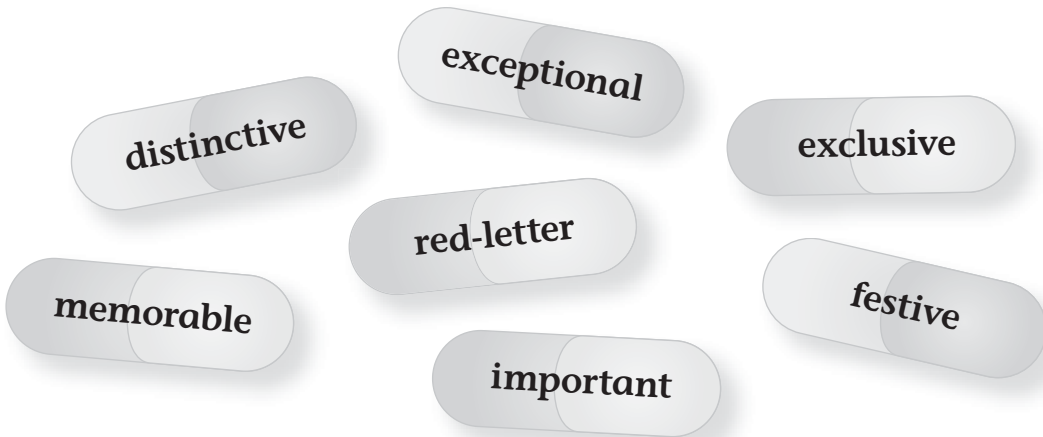 exceptional
distinctive
exclusive
red-letter
memorable
festive
important